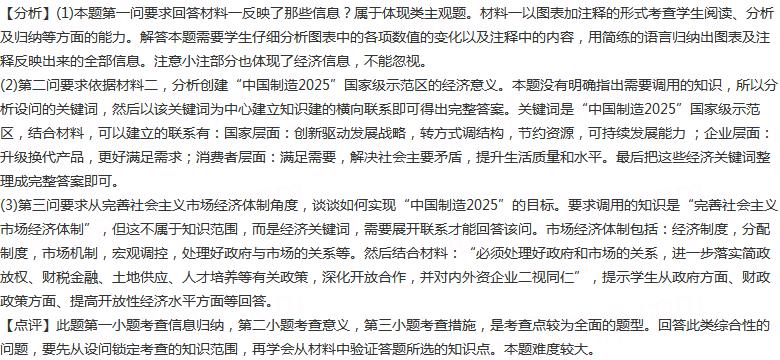 【分析】(1)本题第一问要求回答材料一反映了那些信息？属于体现类主观题。材料一以图表加注释的形式考查学生阅读、分析
及归纳等方面的能力。解答本题需要学生仔细分析图表中的各项数值的变化以及注释中的内容，用简练的语言归纳出图表及注
释反映出来的全部信息。注意小注部分也体现了经济信息，不能忽视。
(2)第二问要求依据材料二，分析创建“中国制造2025”国家级示范区的经济意义。本题没有明确指出需要调用的知识，所以分
析设问的关键词，然后以该关键词为中心建立知识建的横向联系即可得出完整答案。关键词是“中国制造2025”国家级示范
区，结合材料，可以建立的联系有：国家层面：创新驱动发展战略，转方式调结构，节约资源，可持续发展能力 ；企业层面：
升级换代产品，更好满足需求；消费者层面：满足需要，解决社会主要矛盾，提升生活质量和水平。最后把这些经济关键词整
理成完整答案即可。
(3)第三问要求从完善社会主义市场经济体制角度，谈谈如何实现“中国制造2025”的目标。要求调用的知识是“完善社会主义
市场经济体制”，但这不属于知识范围，而是经济关键词，需要展开联系才能回答该问。市场经济体制包括：经济制度，分配
制度，市场机制，宏观调控，处理好政府与市场的关系等。然后结合材料：“必须处理好政府和市场的关系，进一步落实简政
放权、财税金融、土地供应、人才培养等有关政策，深化开放合作，并对内外资企业二视同仁”，提示学生从政府方面、财政
政策方面、提高开放性经济水平方面等回答。
【点评】此题第一小题考查信息归纳，第二小题考查意义，第三小题考查措施，是考查点较为全面的题型。回答此类综合性的
问题，要先从设问锁定考查的知识范围，再学会从材料中验证答题所选的知识点。本题难度较大。